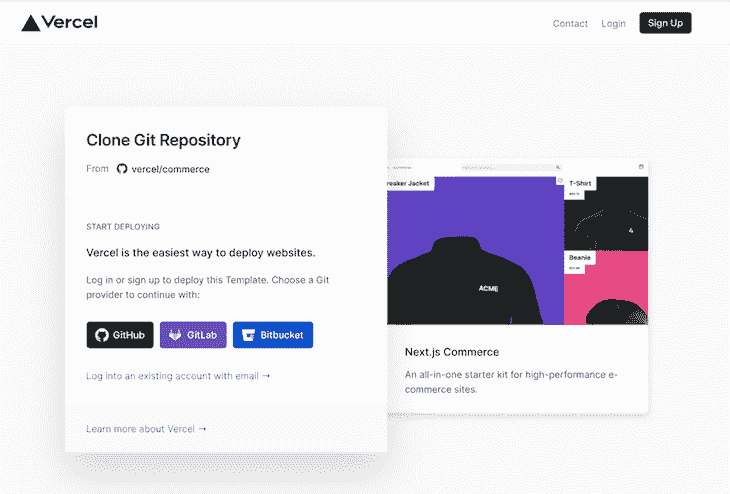 Vercel
Contact Login Sign Up
Clone Git Repository
From vercel/commerce
START DEPLOYING
Vercel is the easiest way to deploy websites.
Log in or sign up to deploy this Template. Choose a Git
provider to continue with:
GitHub GitLab Bitbucket
Log into an existing account with email →
Learn more about Vercel →
reaker Jacket
T-Shirt
ACME
Beanie
Next.js Commerce
An all-in-one starter kit for high-performance e-
commerce sites.